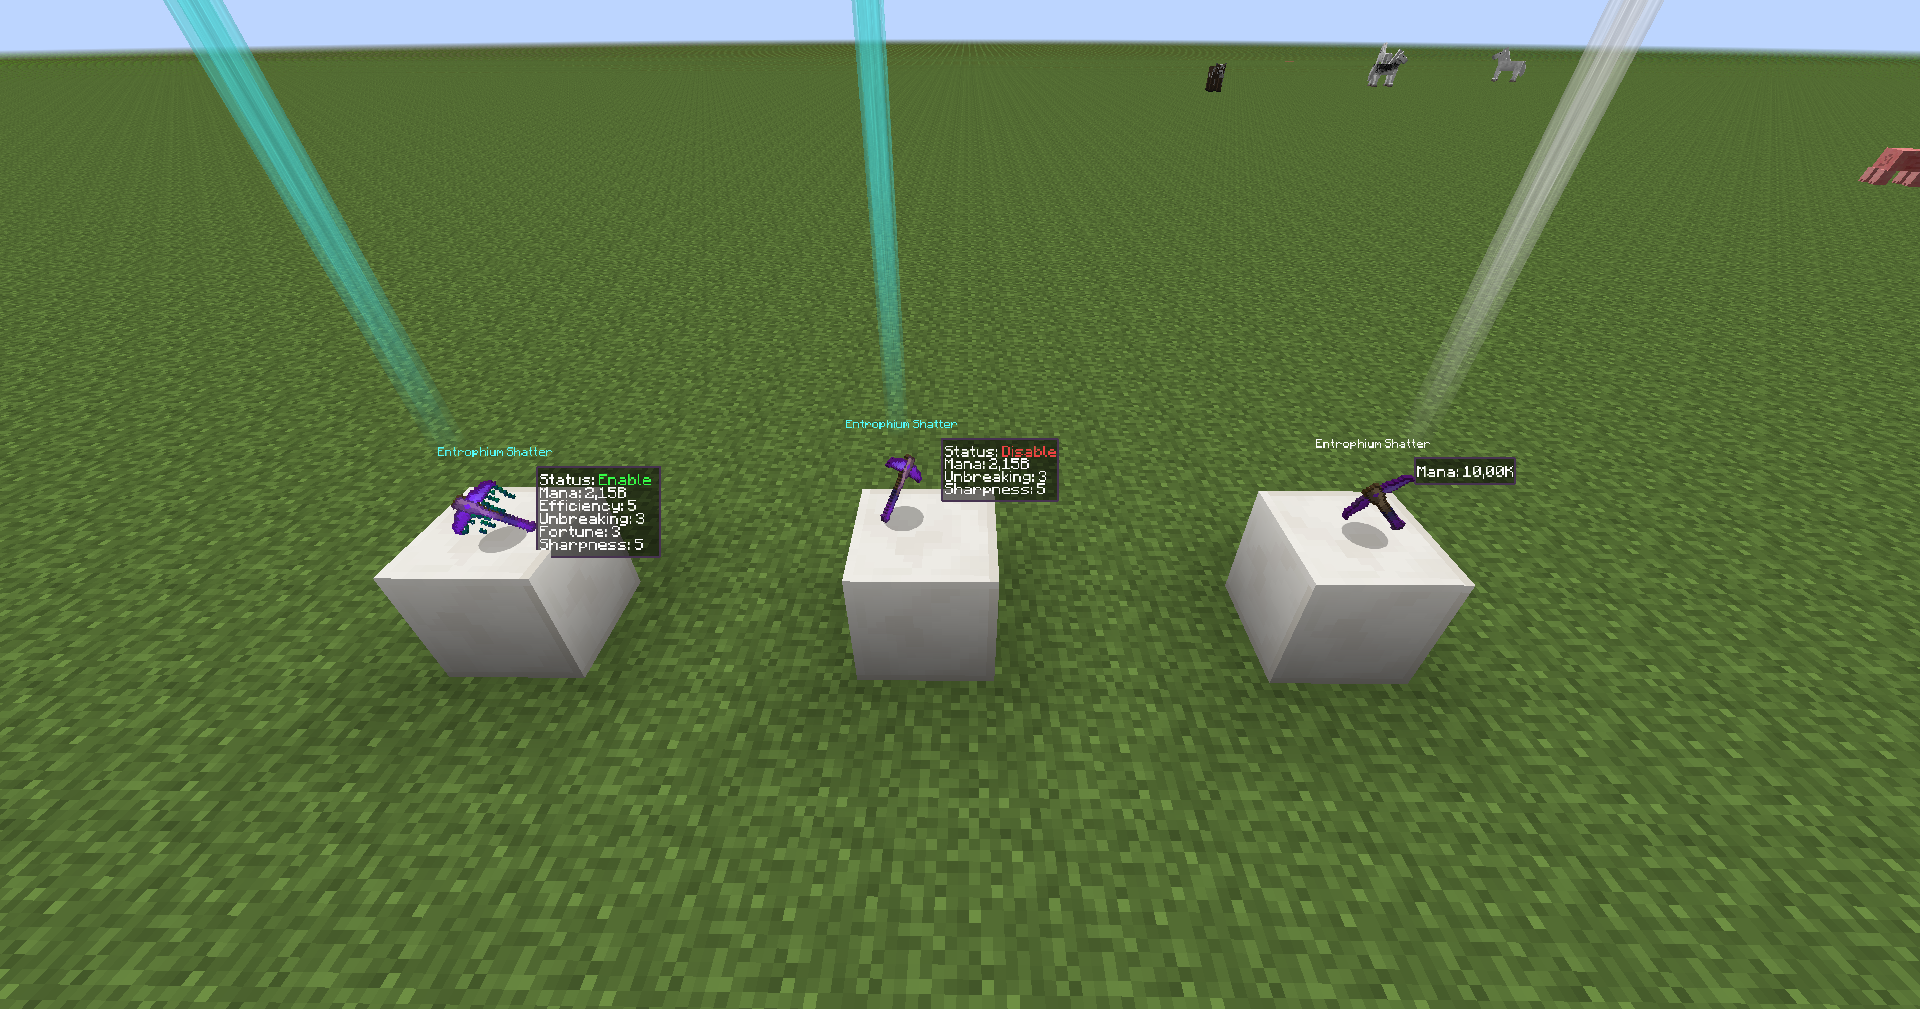 Entrophium Shatter
Status: Enable
Mana: 2,15B
Efficiency: 5
Unbreaking: 3
Fortune: 3
Sharpness: 5
Entrophium Shatter
Status: Disable
Mana: 2,15B
Unbreaking: 3
Sharpness: 5
Entrophium Shatter
Mana: 10,00K